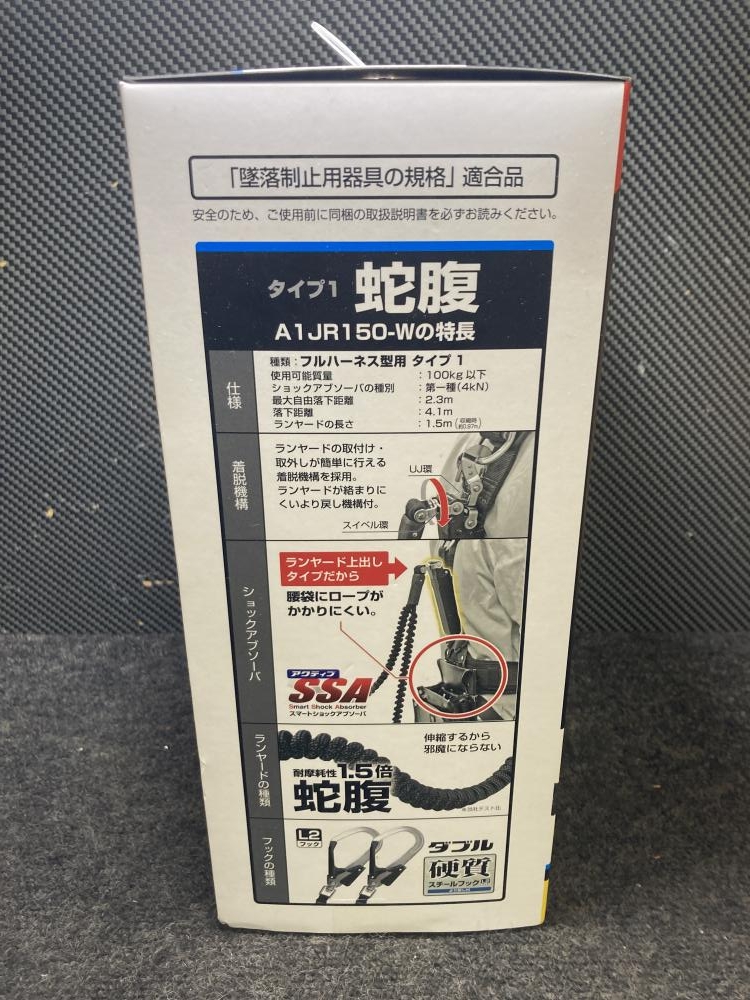 「墜落制止用器具の規格」適合品
安全のため、ご使用前に同梱の取扱説明書を必ずお読みください。
タイプ1 蛇腹
A1JR150-Wの特長
仕様
種類：フルハーネス型用 タイプ1
使用可能質量：100kg以下
ショックアブソーバの種別：第一種(4kN)
最大自由落下距離：2.3m
落下距離：4.1m
ランヤードの長さ：1.5m（収縮時約0.97m）
着脱機構
ランヤードの取付け・
取外しが簡単に行える
着脱機構を採用。
ランヤードが絡まりに
くいより戻し機構付。
UJ環
スイベル環
ショックアブソーバ
ランヤード上出し
タイプだから
腰袋にロープが
かかりにくい。
アクティブ
SSA
Smart Shock Absorber
スマートショックアブソーバ
ランヤードの種類
伸縮するから
邪魔にならない
耐摩耗性1.5倍
蛇腹
フックの種類
L2
フック
ダブル
硬質
スチールフック